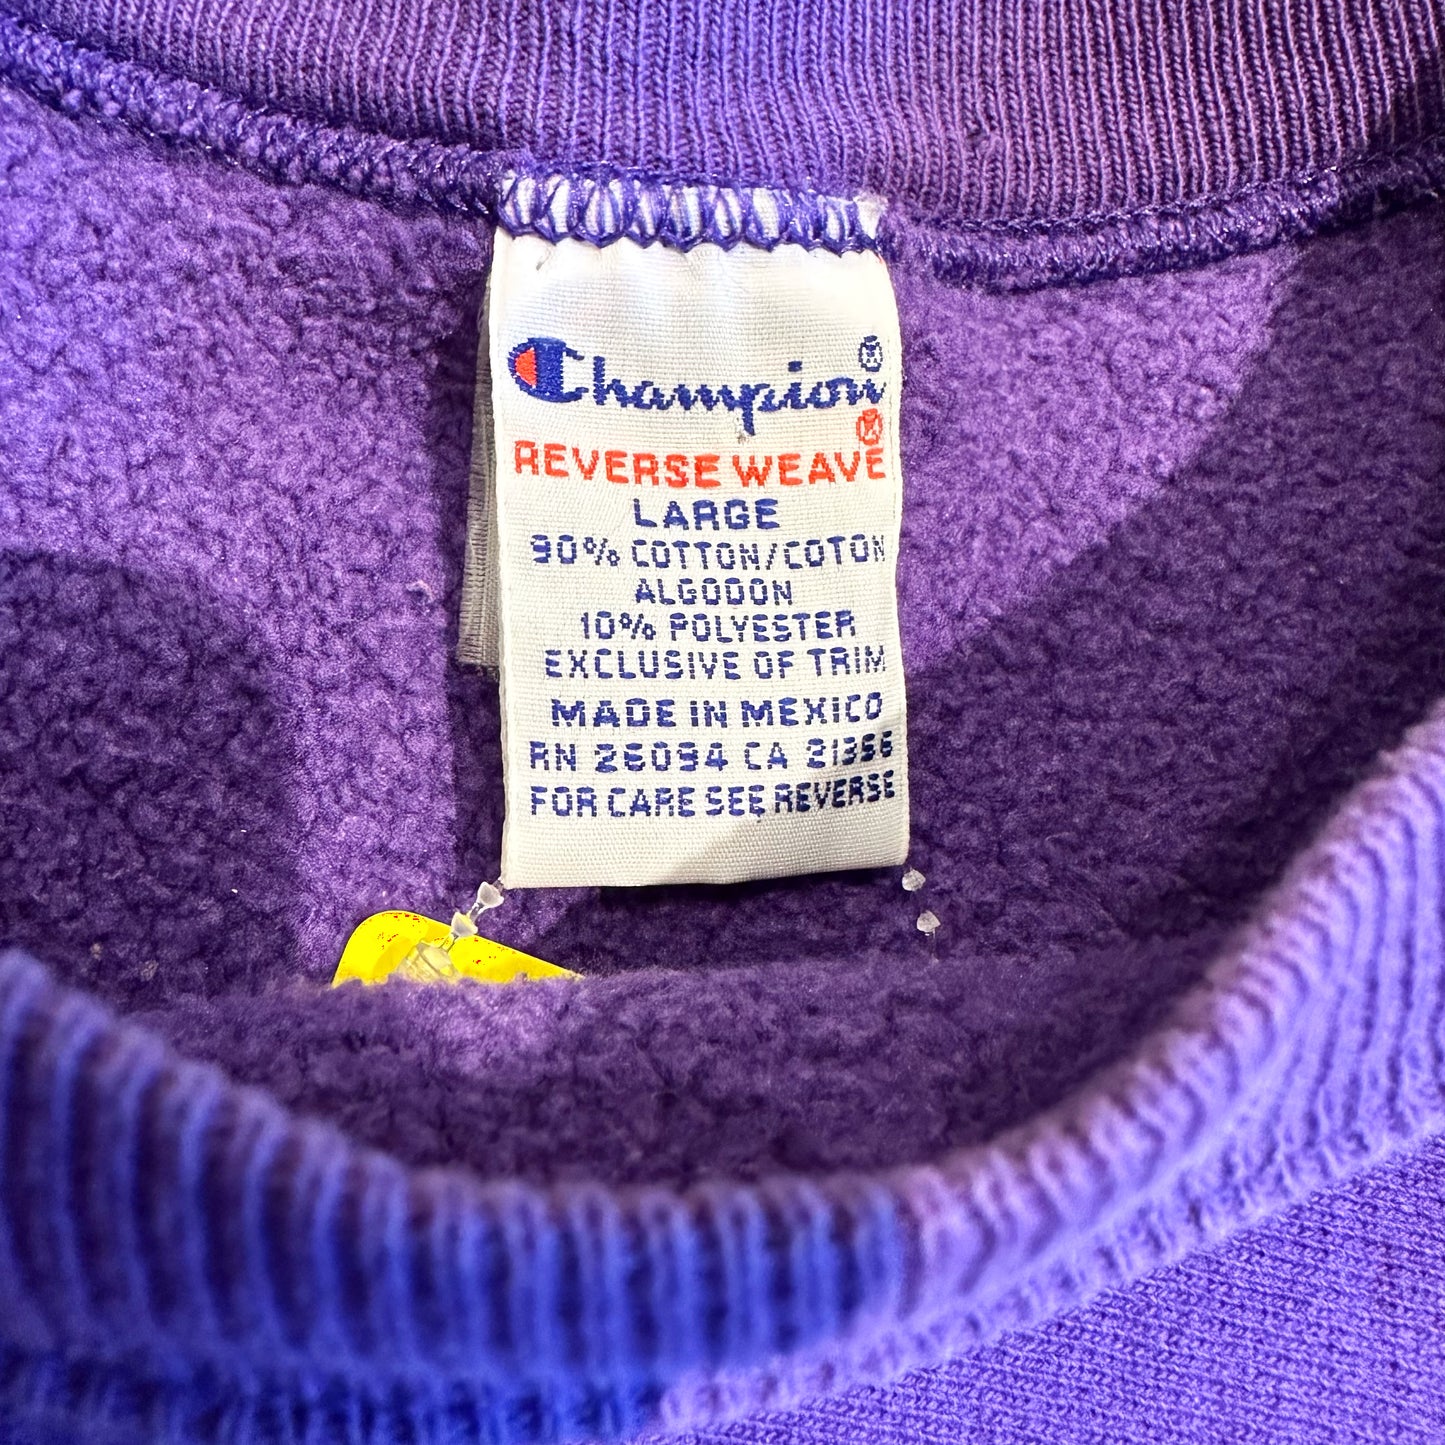 Champion®
REVERSE WEAVE®
LARGE
90% COTTON/COTON
ALGODON
10% POLYESTER
EXCLUSIVE OF TRIM
MADE IN MEXICO
RN 26094 CA 21356
FOR CARE SEE REVERSE